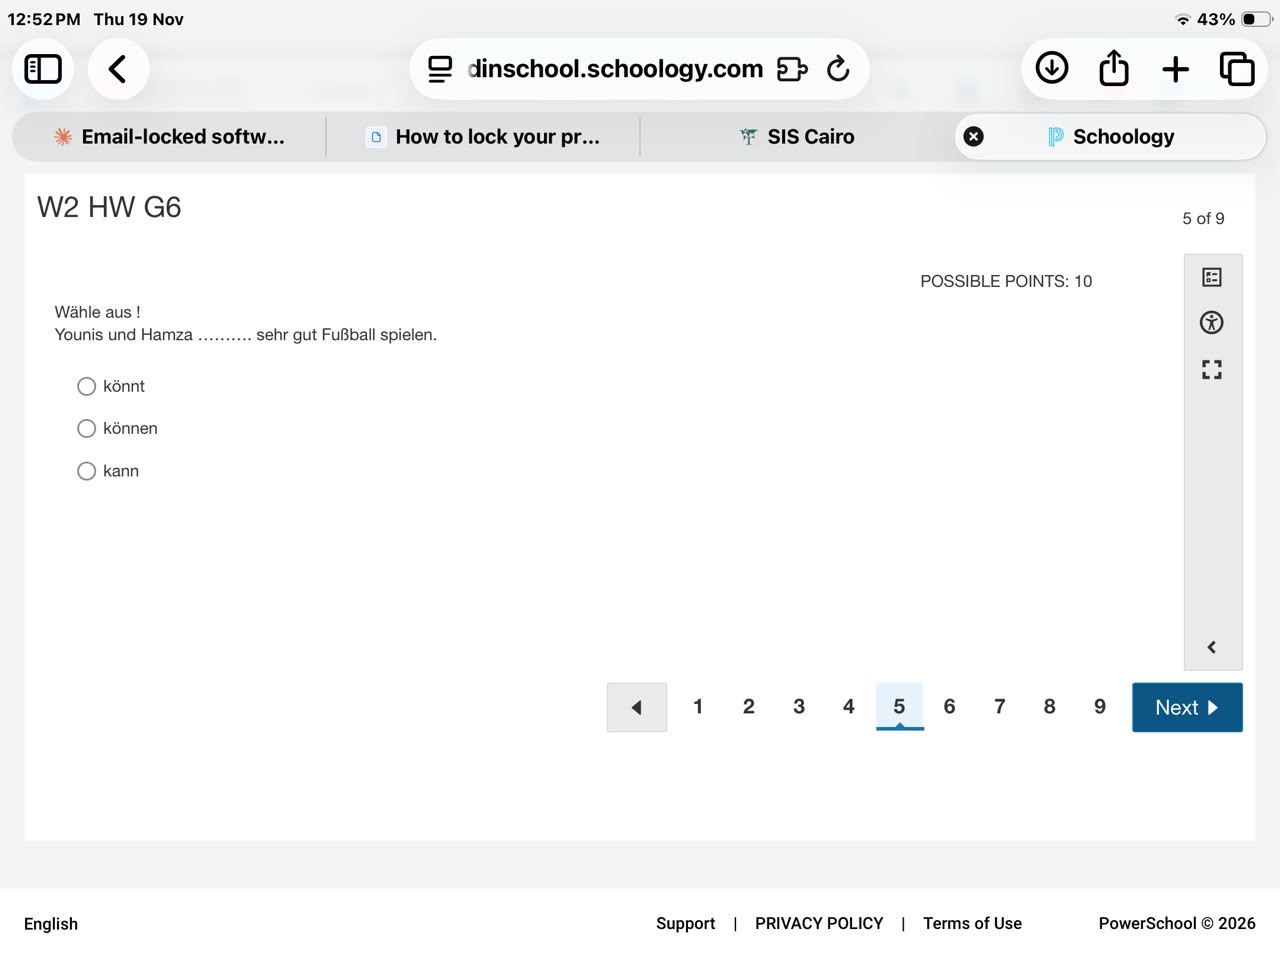 12:52 PM Thu 19 Nov
43%
dinschool.schoology.com
Email-locked softw...
How to lock your pr...
SIS Cairo
Schoology
W2 HW G6
5 of 9
POSSIBLE POINTS: 10
Wähle aus !
Younis und Hamza .......... sehr gut Fußball spielen.
könnt
können
kann
1 2 3 4 5 6 7 8 9 Next
English
Support | PRIVACY POLICY | Terms of Use
PowerSchool © 2026